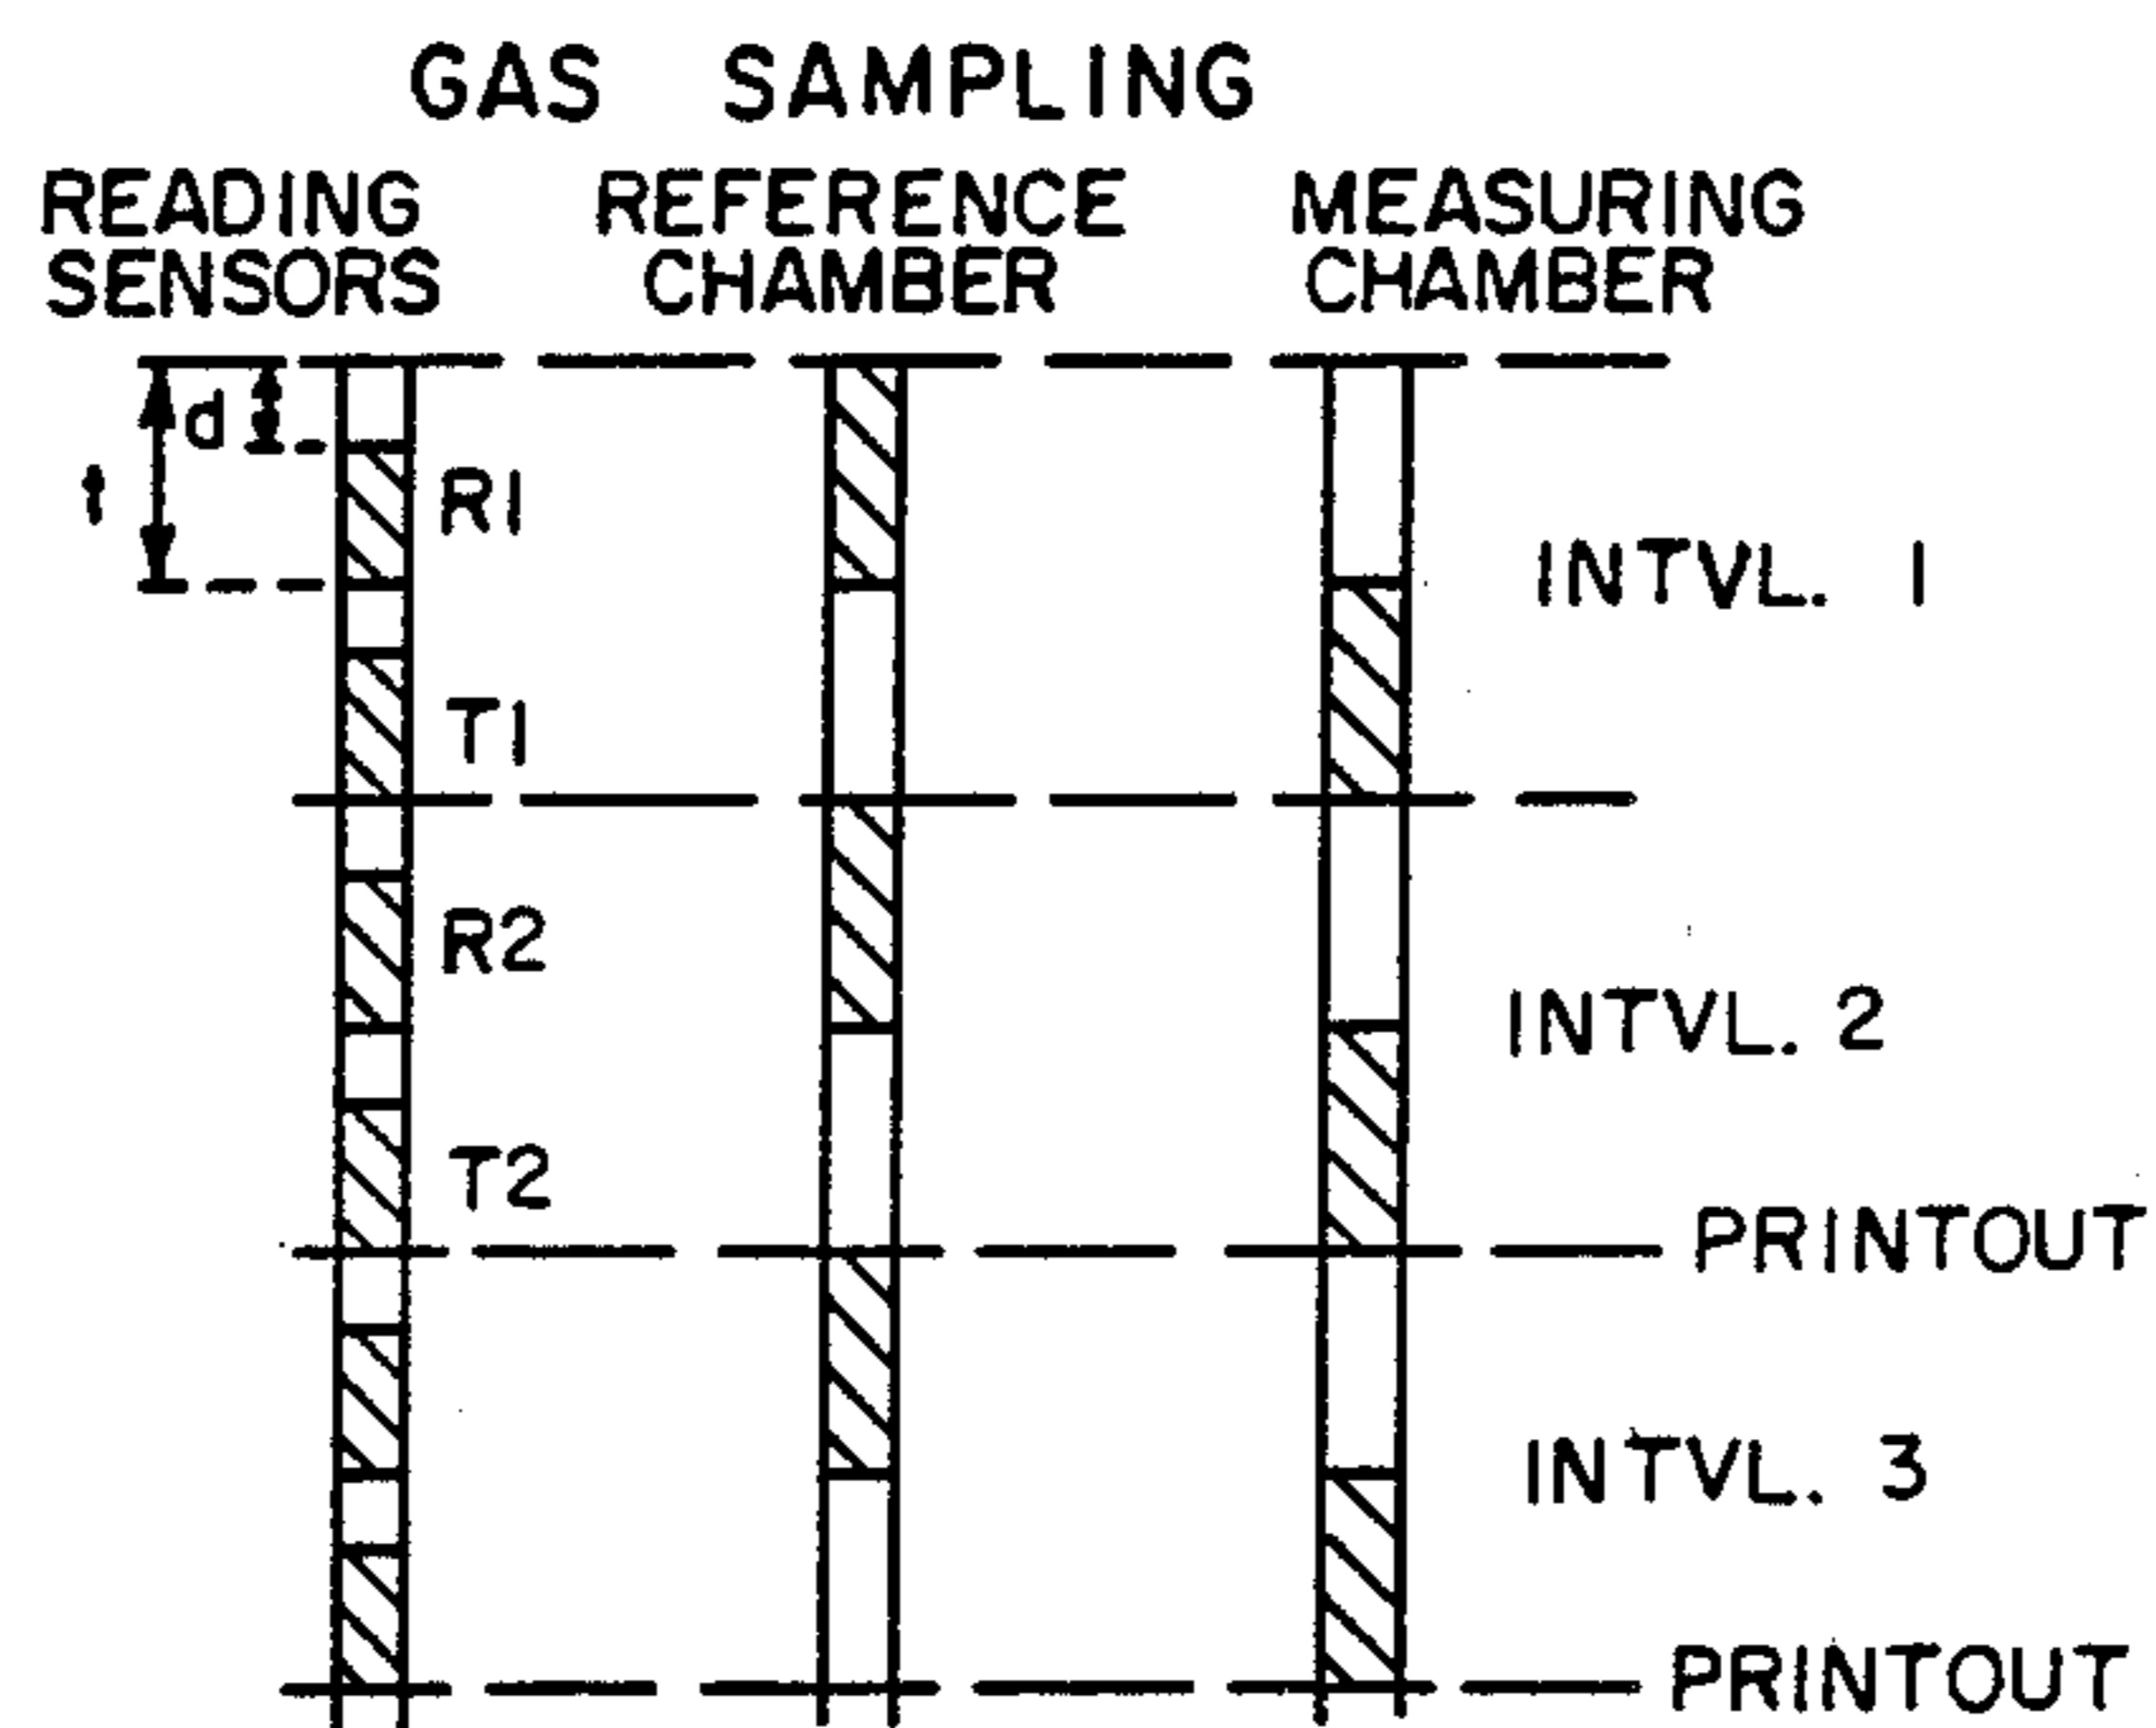 GAS SAMPLING
READING SENSORS
REFERENCE CHAMBER
MEASURING CHAMBER
d
t
R1
INTVL. 1
T1
R2
INTVL. 2
T2
PRINTOUT
INTVL. 3
PRINTOUT